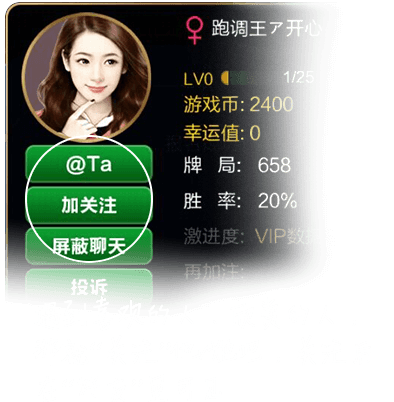 跑调王ア开心
LV0 1/25
游戏币: 2400
幸运值: 0
@Ta
牌 局: 658
加关注
胜 率: 20%
屏蔽聊天
激进度: VIP数据
再加注:
投诉